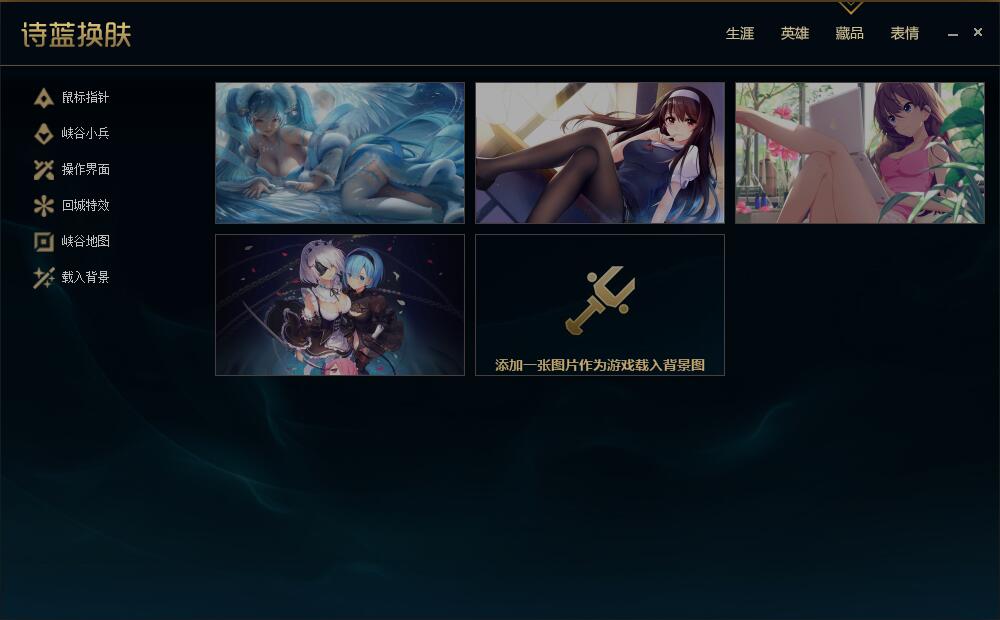 诗蓝换肤
生涯 英雄 藏品 表情
鼠标指针
峡谷小兵
操作界面
回城特效
峡谷地图
载入背景
添加一张图片作为游戏载入背景图